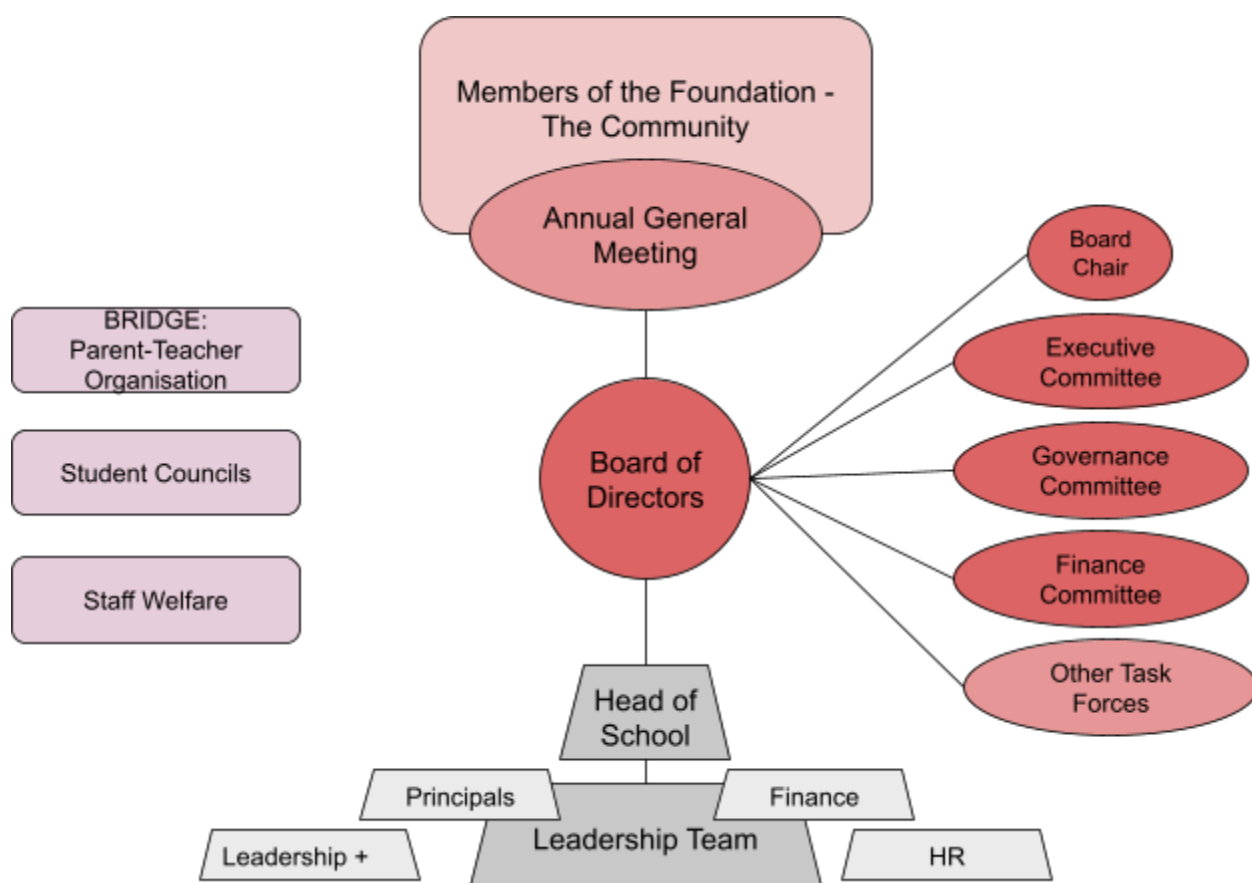 Members of the Foundation -
The Community
Annual General
Meeting
Board
Chair
BRIDGE:
Parent-Teacher
Organisation
Executive
Committee
Student Councils
Board of
Directors
Governance
Committee
Staff Welfare
Finance
Committee
Other Task
Forces
Head of
School
Principals
Finance
Leadership +
Leadership Team
HR